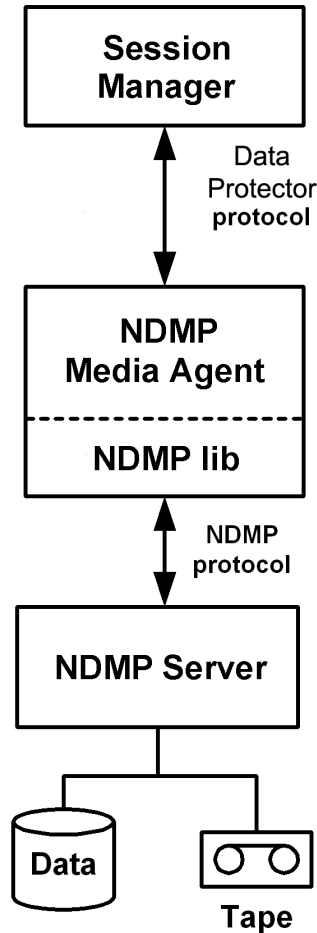 Session
Manager
Data
Protector
protocol
NDMP
Media Agent
NDMP lib
NDMP
protocol
NDMP Server
Data
Tape